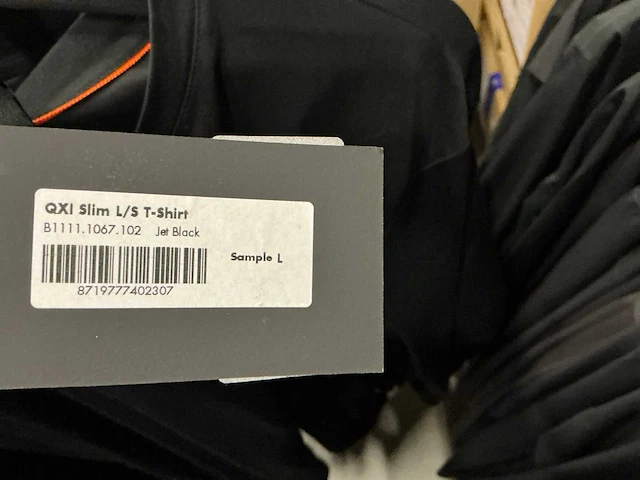 QXI Slim L/S T-Shirt
B1111.1067.102 Jet Black
Sample L
8719777402307